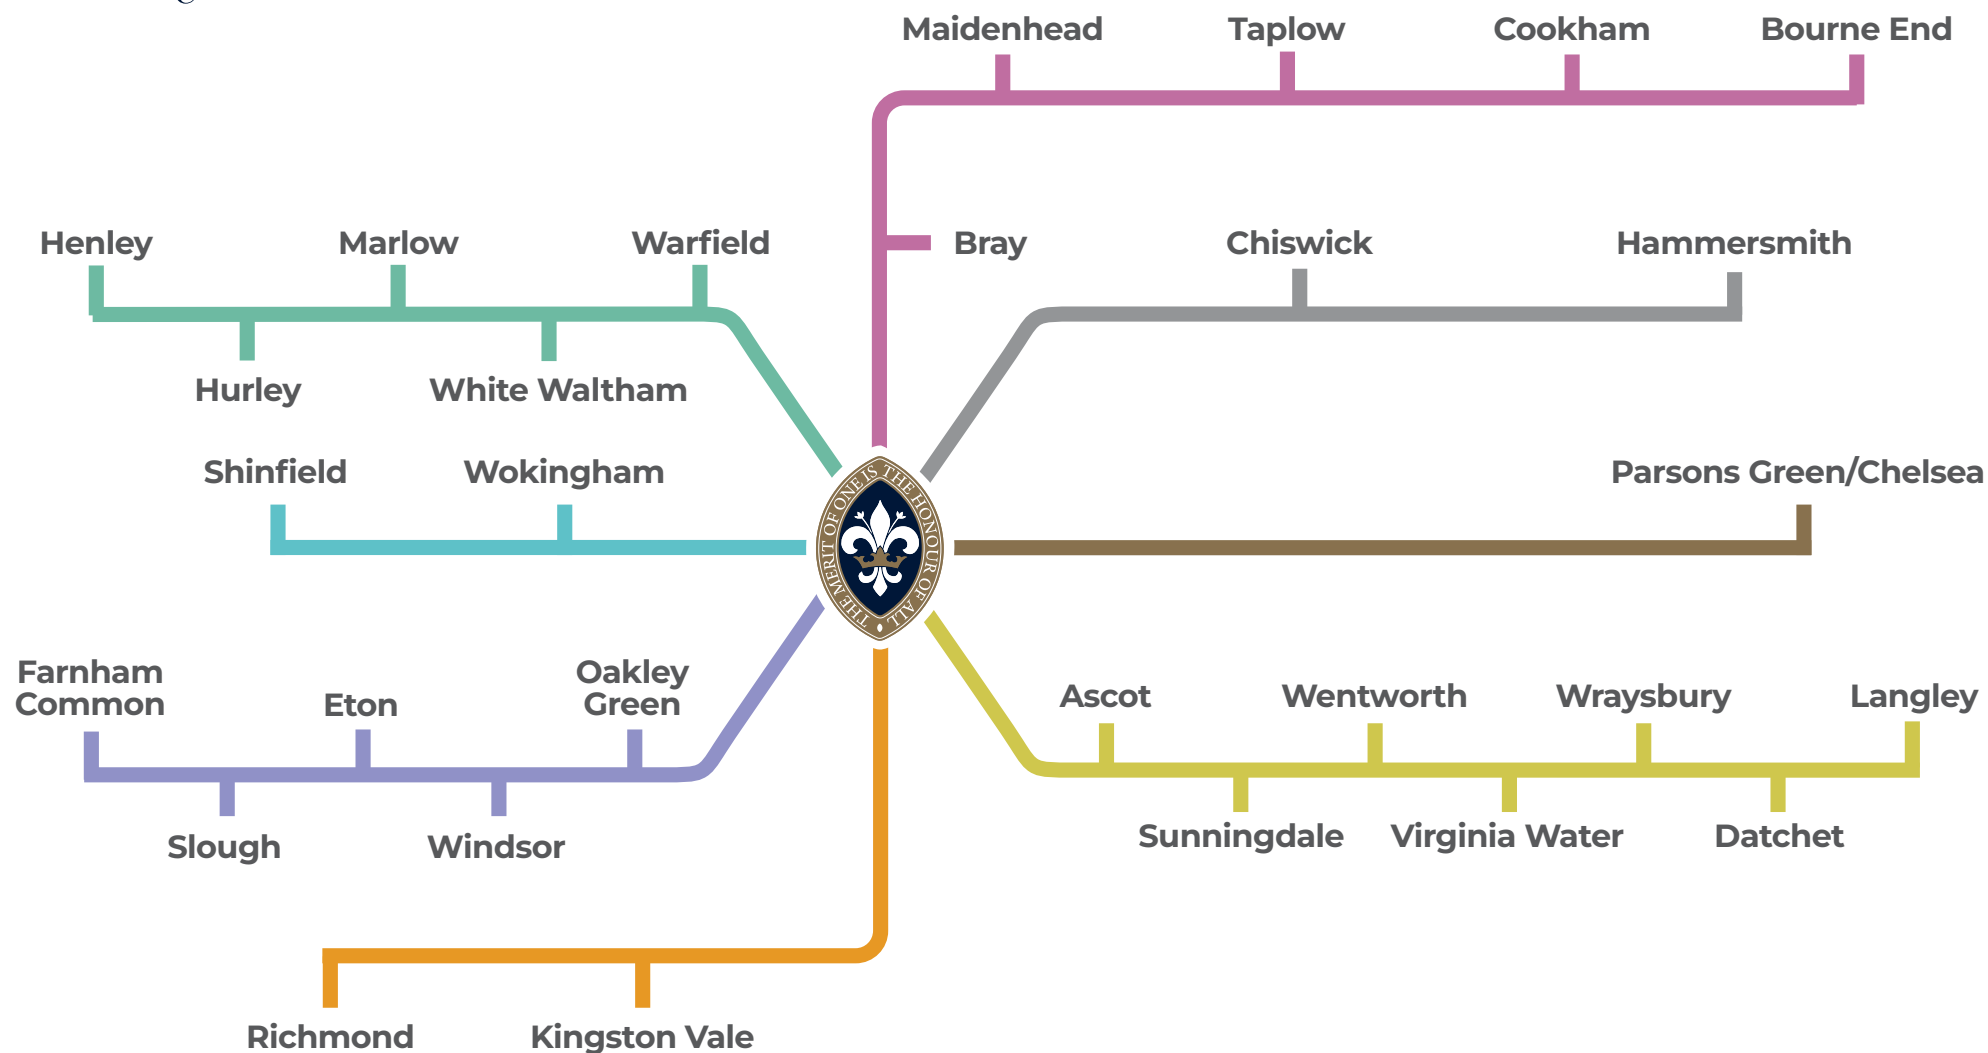 Maidenhead
Taplow
Cookham
Bourne End
Henley
Marlow
Warfield
Bray
Chiswick
Hammersmith
Hurley
White Waltham
Shinfield
Wokingham
Parsons Green/Chelsea
THE MERIT OF ONE IS THE HONOUR OF ALL
Farnham
Common
Eton
Oakley
Green
Ascot
Wentworth
Wraysbury
Langley
Slough
Windsor
Sunningdale
Virginia Water
Datchet
Richmond
Kingston Vale